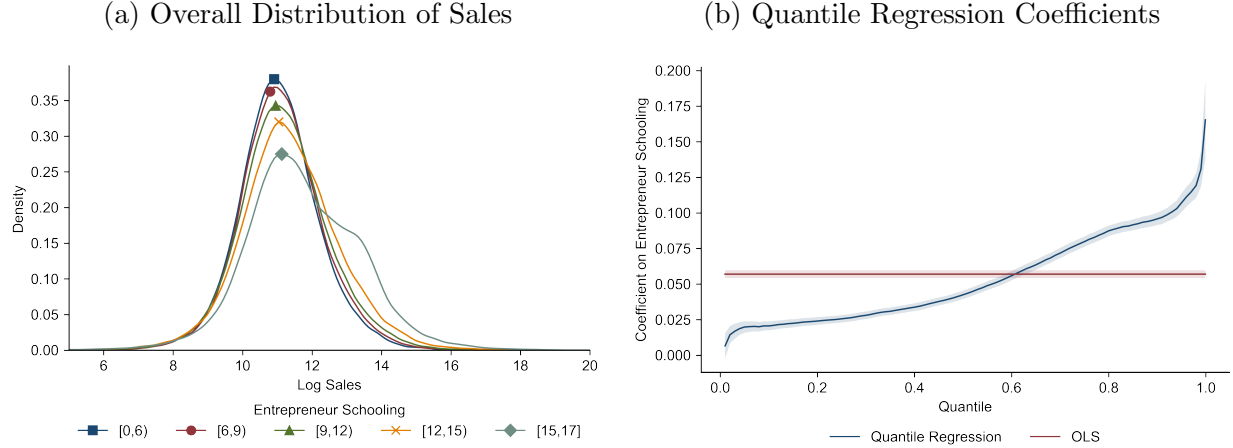 (a) Overall Distribution of Sales
Density
0.35
0.30
0.25
0.20
0.15
0.10
0.05
0.00
6 8 10 12 14 16 18 20
Log Sales
Entrepreneur Schooling
[0,6) [6,9) [9,12) [12,15) [15,17]
(b) Quantile Regression Coefficients
Coefficient on Entrepreneur Schooling
0.200
0.175
0.150
0.125
0.100
0.075
0.050
0.025
0.000
0.0 0.2 0.4 0.6 0.8 1.0
Quantile
Quantile Regression OLS